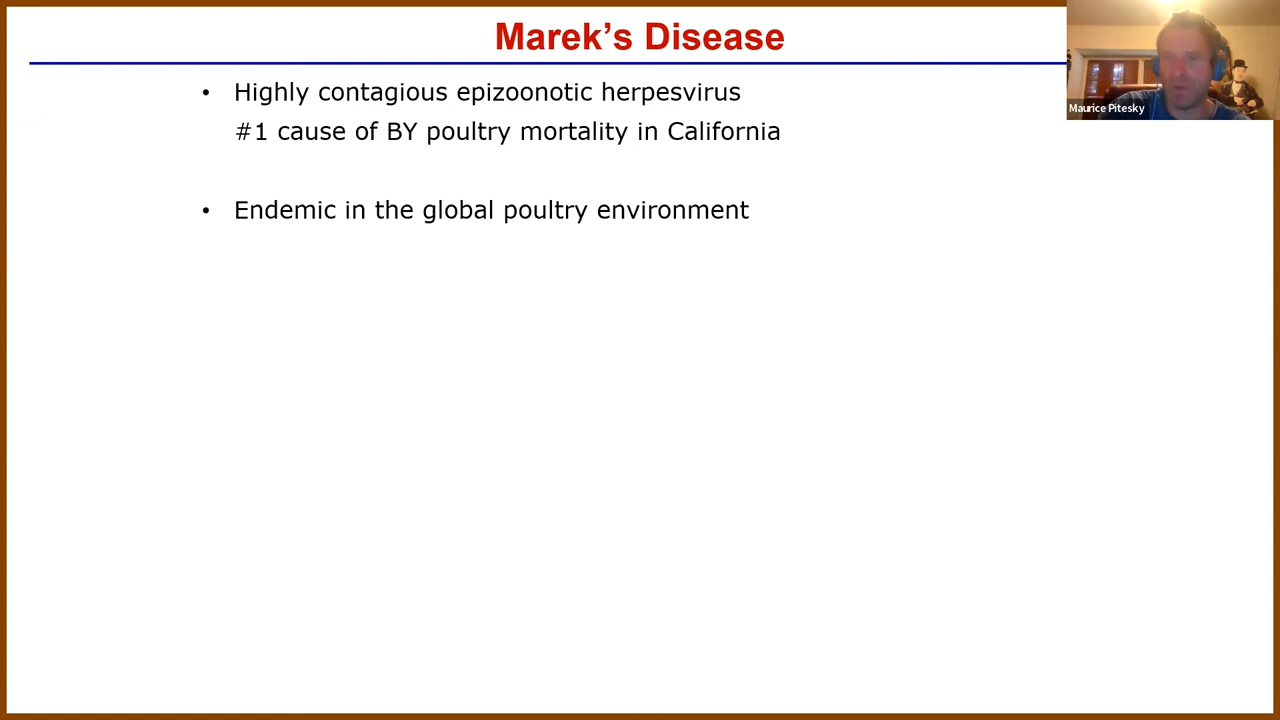 Marek's Disease
• Highly contagious epizoonotic herpesvirus
#1 cause of BY poultry mortality in California
• Endemic in the global poultry environment
Maurice Pitesky